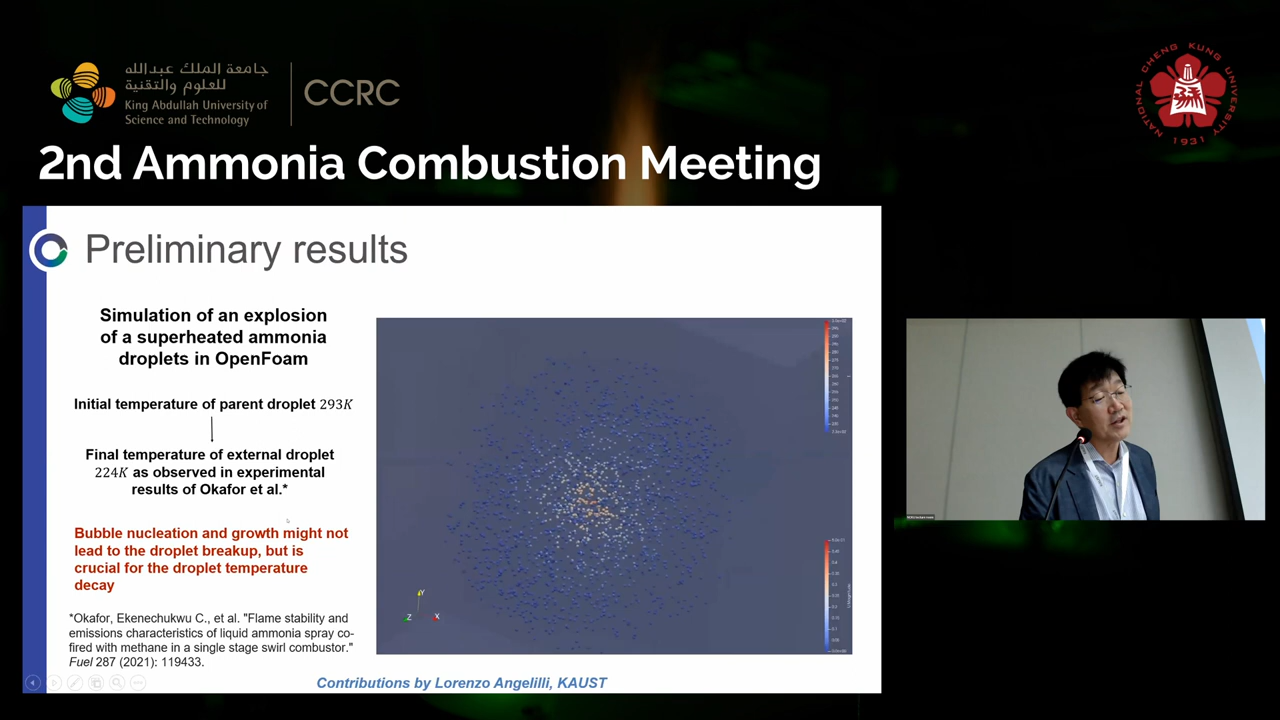 جامعة الملك عبدالله
للعلوم والتقنية
King Abdullah University of
Science and Technology
CCRC
NATIONAL CHENG KUNG UNIVERSITY
1931
2nd Ammonia Combustion Meeting
Preliminary results
Simulation of an explosion
of a superheated ammonia
droplets in OpenFoam
Initial temperature of parent droplet 293K
Final temperature of external droplet
224K as observed in experimental
results of Okafor et al.*
Bubble nucleation and growth might not
lead to the droplet breakup, but is
crucial for the droplet temperature
decay
*Okafor, Ekenechukwu C., et al. "Flame stability and
emissions characteristics of liquid ammonia spray co-
fired with methane in a single stage swirl combustor."
Fuel 287 (2021): 119433.
Y
Z
X
Contributions by Lorenzo Angelilli, KAUST